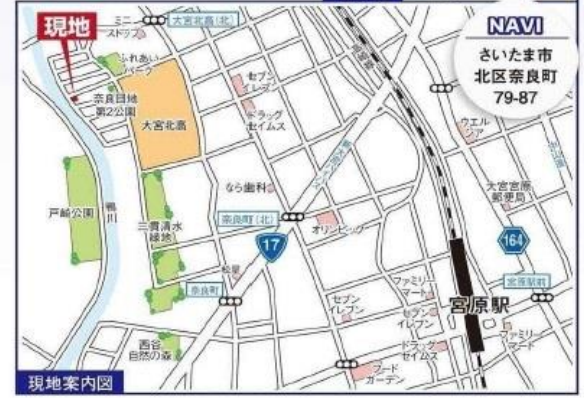 現地
ミニ
ストップ
大宮北高(北)
NAVI
さいたま市
北区奈良町
79-87
ふれあい
パーク
セブン
イレブン
奈良団地
第2公園
大宮北高
ドラッグ
セイムス
ウエル
シア
なら歯科
大宮宮原
郵便局
戸崎公園
鴨川
三貫清水
緑地
奈良町(北)
オリンピック
17
164
松屋
奈良町
ファミリー
マート
宮原駅前
セブン
イレブン
セブン
イレブン
宮原駅
西谷
自然の森
ドラッグ
セイムス
ファミリー
マート
フード
ガーデン
現地案内図